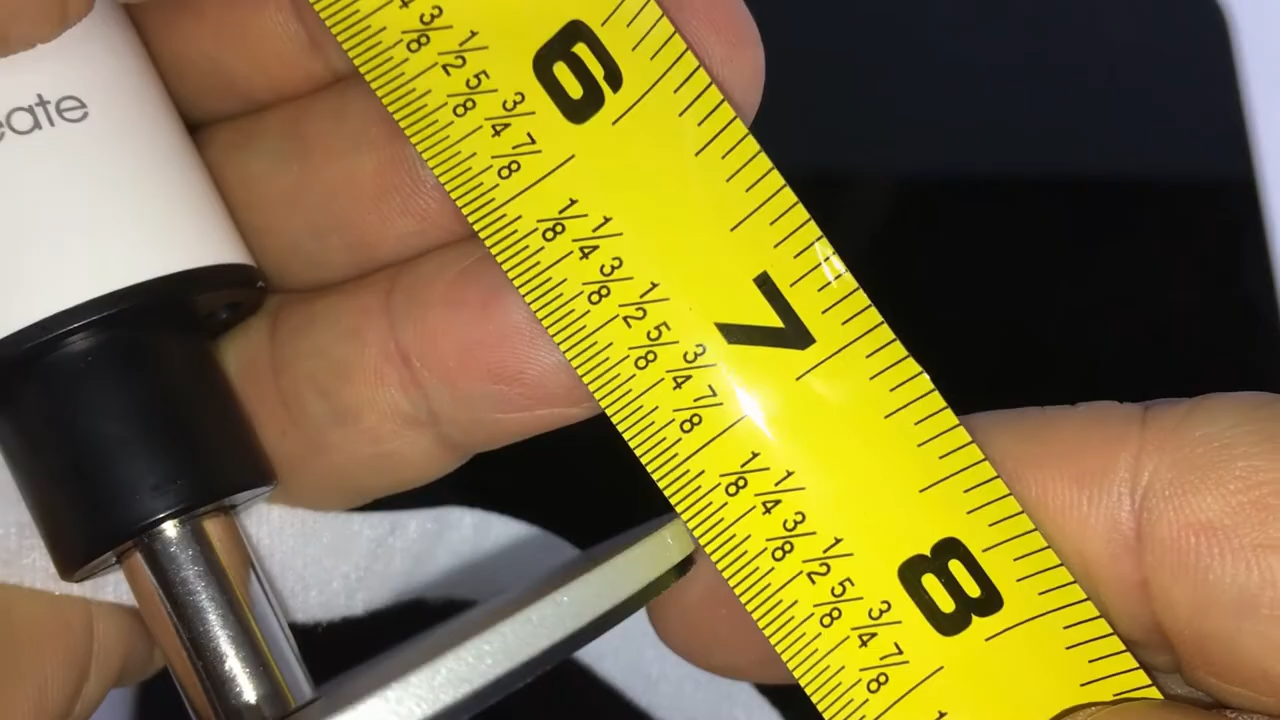 eate
3/8 1/2 5/8 3/4 7/8
6
1/8 1/4 3/8 1/2 5/8 3/4 7/8
7
1/8 1/4 3/8 1/2 5/8 3/4 7/8
8